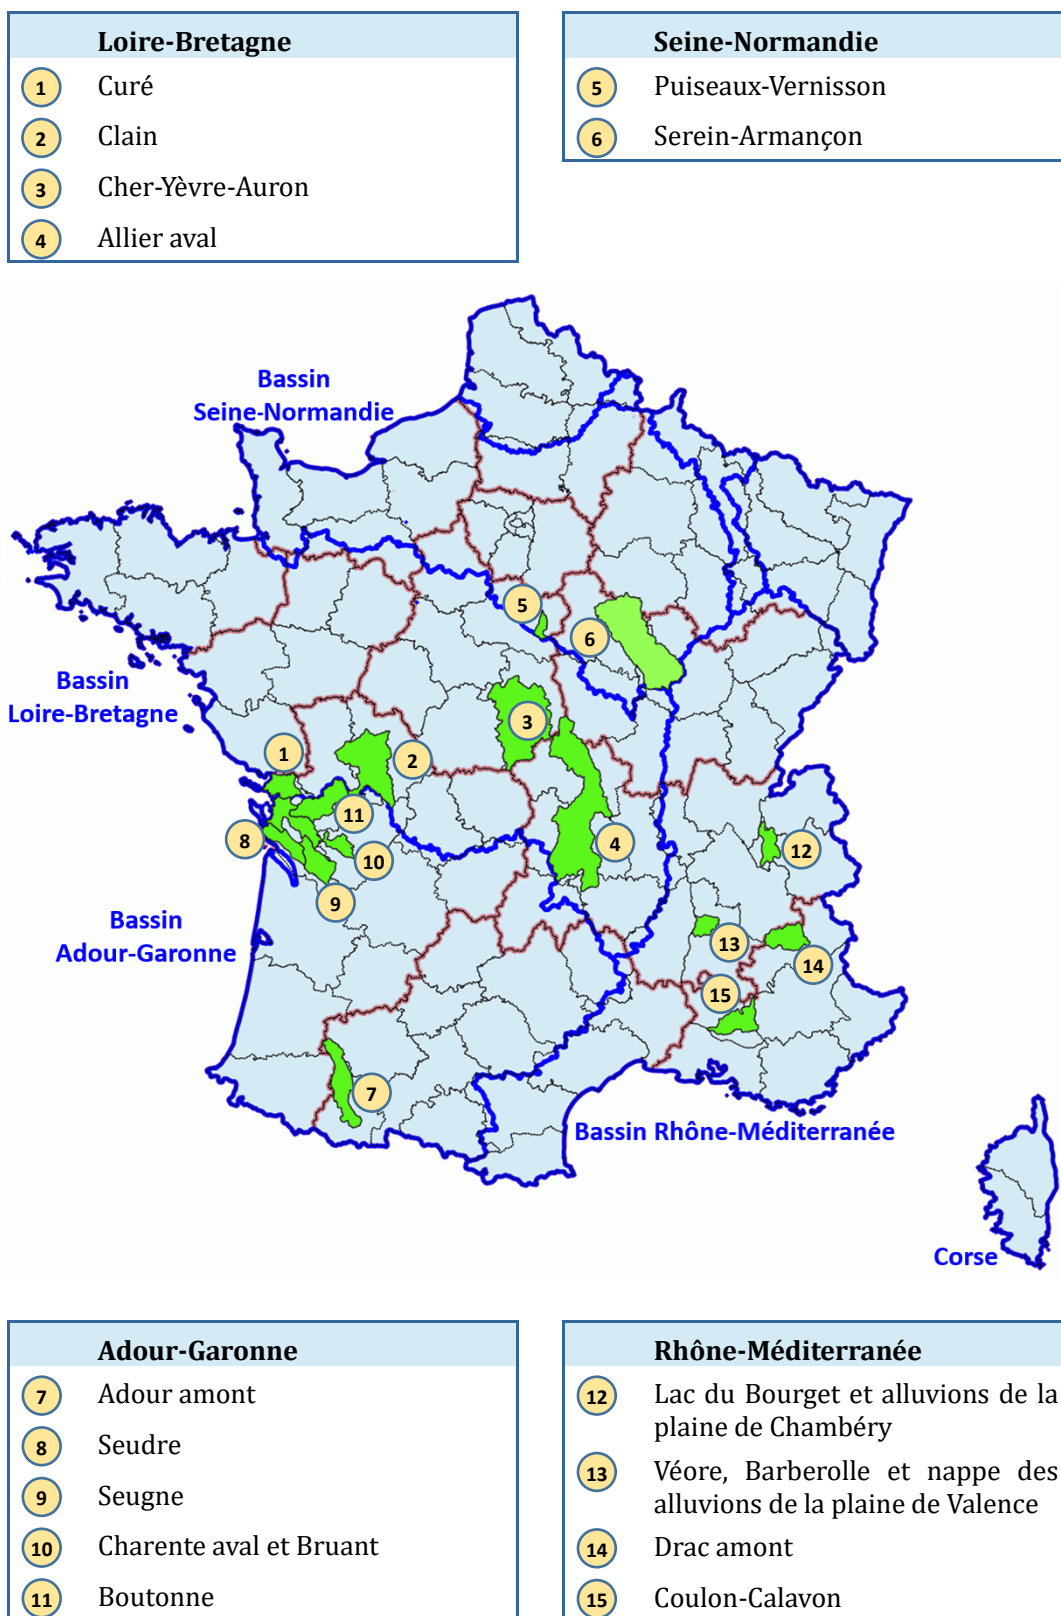 Loire-Bretagne
1 Curé
2 Clain
3 Cher-Yèvre-Auron
4 Allier aval
Seine-Normandie
5 Puiseaux-Vernisson
6 Serein-Armançon
Bassin
Seine-Normandie
5
6
Bassin
Loire-Bretagne
3
1
2
11
8
4
12
10
9
Bassin
Adour-Garonne
13
14
15
7
Bassin Rhône-Méditerranée
Corse
Adour-Garonne
7 Adour amont
8 Seudre
9 Seugne
10 Charente aval et Bruant
11 Boutonne
Rhône-Méditerranée
12 Lac du Bourget et alluvions de la
plaine de Chambéry
13 Véore, Barberolle et nappe des
alluvions de la plaine de Valence
14 Drac amont
15 Coulon-Calavon